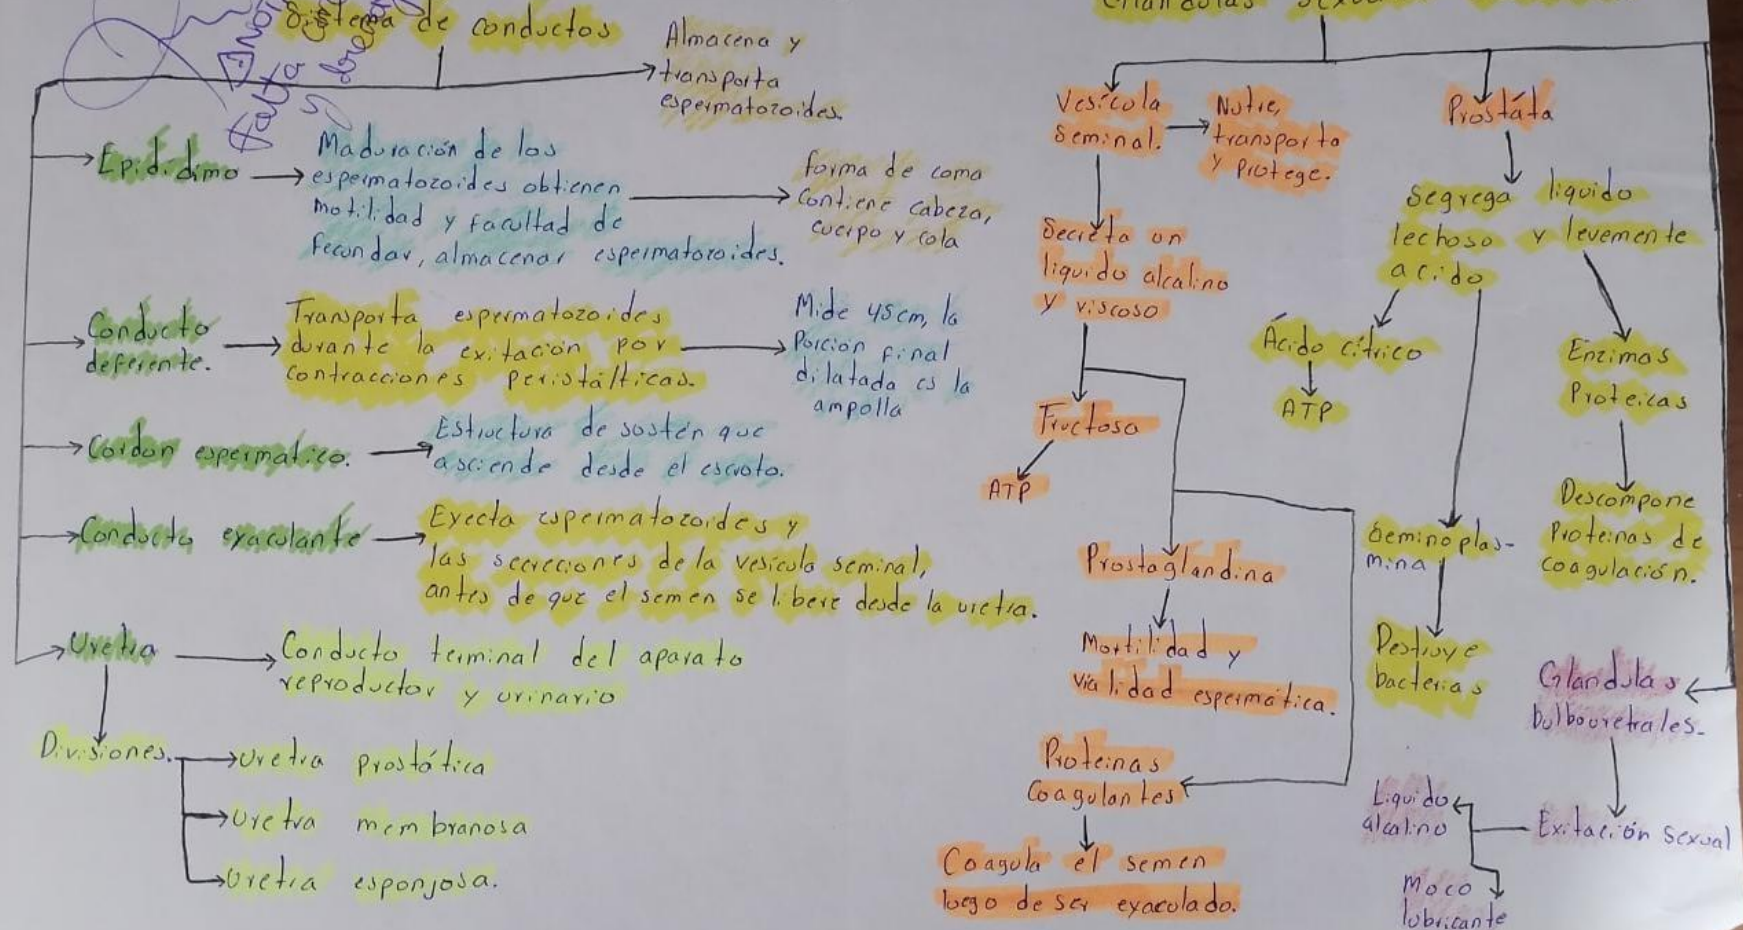 Sistema de conductos
Almacena y
transporta
espermatozoides.
Epididimo
Maduración de los
espermatozoides obtienen
motilidad y facultad de
fecundar, almacenar espermatozoides.
forma de coma
Contiene cabeza,
cuerpo y cola
Conducto
deferente.
Transporta espermatozoides
durante la exitación por
contracciones peristálticas.
Mide 45cm, la
Porción final
dilatada es la
ampolla
Cordon espermatico.
Estructura de sostén que
asciende desde el escroto.
Conducto eyaculante
Eyecta espermatozoides y
las secreciones de la vesícula seminal,
antes de que el semen se libere desde la uretra.
Uretra
Conducto terminal del aparato
reproductor y urinario
Divisiones.
Uretra prostática
Uretra membranosa
Uretra esponjosa.
Falta
Glandulas
Vesícula
Seminal.
Nutre,
transporta
y Protege.
Secreta un
liquido alcalino
y viscoso
Fructosa
ATP
Prostaglandina
Mortilidad y
vialidad espermática.
Proteinas
Coagulantes
Coagula el semen
luego de ser eyaculado.
Prostáta
Segrega liquido
lechoso y levemente
acido
Ácido cítrico
ATP
Seminoplas-
mina
Destruye
bacterias
Enzimas
Proteicas
Descompone
Proteinas de
coagulación.
Glandulas
bulbouretrales.
Exitación sexual
Liquido
alcalino
Moco
lubricante